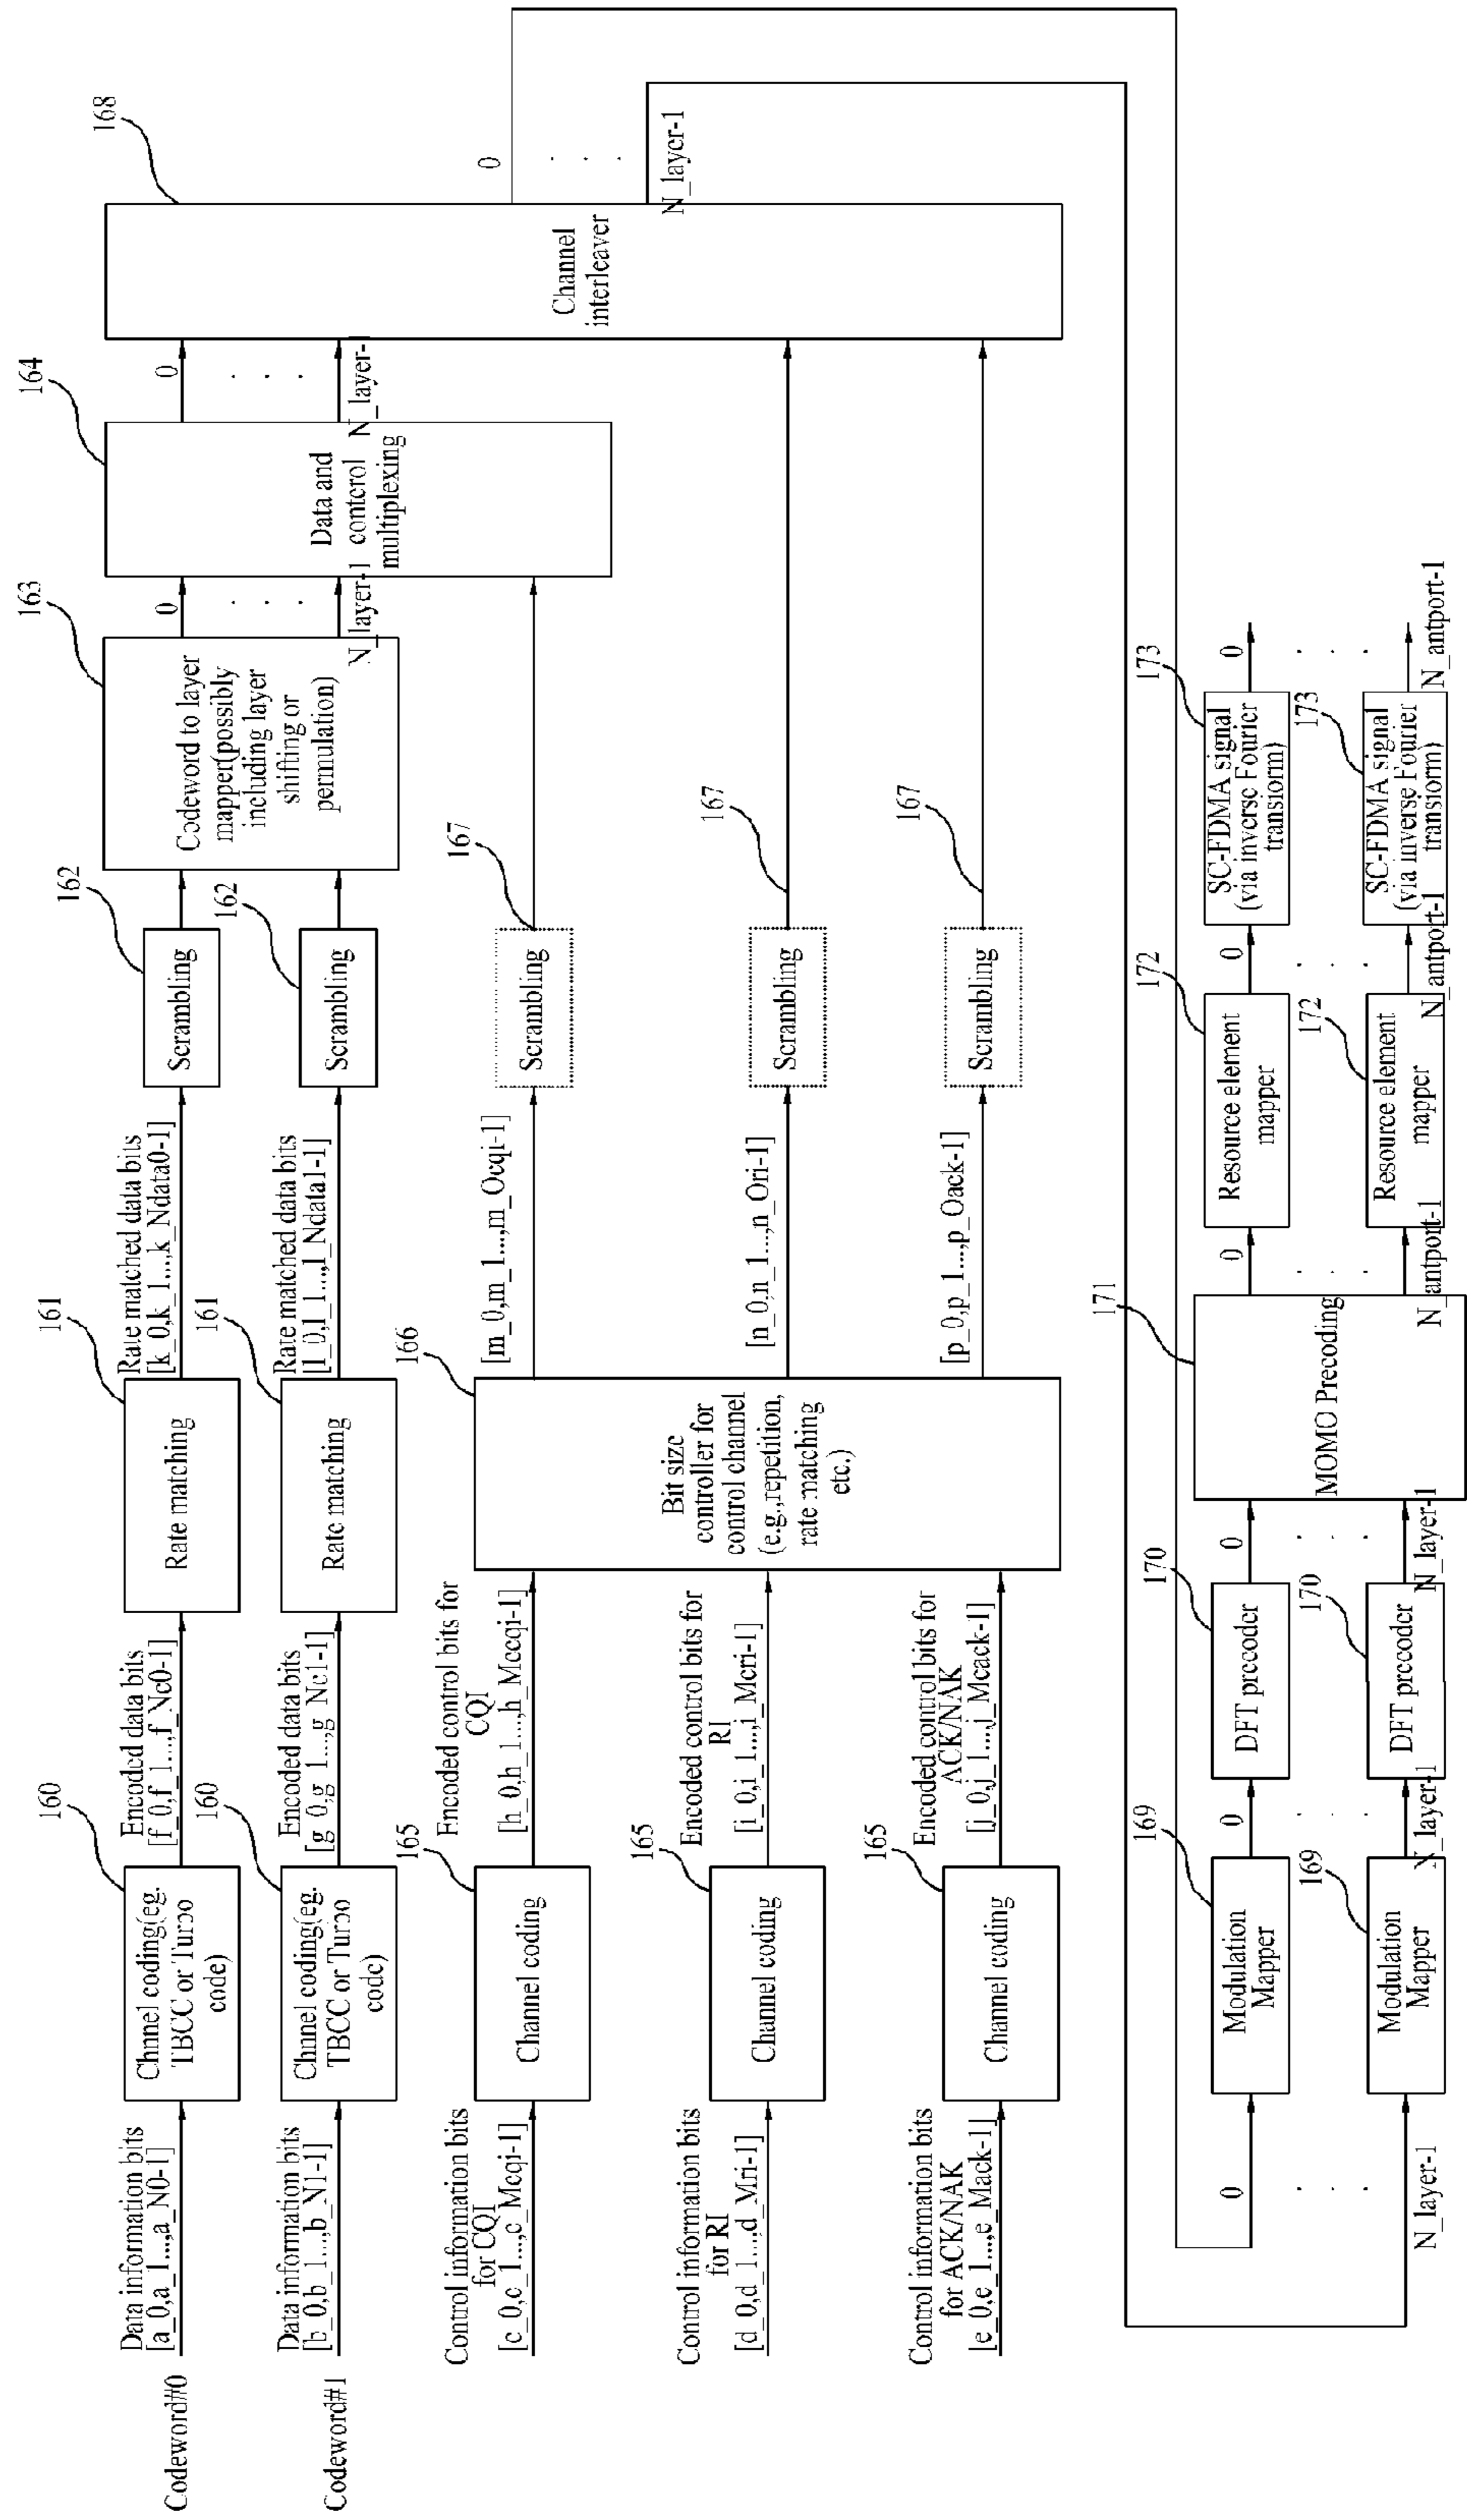 Codeword#0
Data information bits
[a_0,a_1...,a_N0-1]
160
Chnnel coding(eg.
TBCC or Turbo
code)
Encoded data bits
[f_0,f_1...,f_Nc0-1]
161
Rate matching
Rate matched data bits
[k_0,k_1...,k_Ndata0-1]
162
Scrambling
163
Codeword to layer
mapper(possibly
including layer
shifting or
permulation)
0
N_layer-1
164
Data and
control
multiplexing
0
N_layer-
168
Channel
interleaver
0
N_layer-1
Codeword#1
Data information bits
[b_0,b_1...,b_N1-1]
160
Chnnel coding(eg.
TBCC or Turbo
code)
Encoded data bits
[g_0,g_1...,g_Nc1-1]
161
Rate matching
Rate matched data bits
[l_0,l_1...,l_Ndata1-1]
162
Scrambling
Control information bits
for CQI
[c_0,c_1...,c_Mcqi-1]
165
Channel coding
Encoded control bits for
CQI
[h_0,h_1...,h_Mccqi-1]
166
Bit size
controller for
control channel
(e.g.,repetition,
rate matching
etc.)
[m_0,m_1...,m_Ocqi-1]
Scrambling
167
Control information bits
for RI
[d_0,d_1...,d_Mri-1]
165
Channel coding
Encoded control bits for
RI
[i_0,i_1...,i_Mcri-1]
[n_0,n_1...,n_Ori-1]
Scrambling
167
Control information bits
for ACK/NAK
[e_0,e_1...,e_Mack-1]
165
Channel coding
Encoded control bits for
ACK/NAK
[j_0,j_1...,j_Mcack-1]
[p_0,p_1...,p_Oack-1]
Scrambling
167
0
169
Modulation
Mapper
0
170
DFT precoder
0
171
MOMO Precoding
0
172
Resource element
mapper
0
173
SC-FDMA signal
(via inverse Fourier
transform)
0
N_layer-1
169
Modulation
Mapper
N_layer-1
170
DFT precoder
N_layer-1
N_antport-1
172
Resource element
mapper
N_antport-1
173
SC-FDMA signal
(via inverse Fourier
transform)
N_antport-1